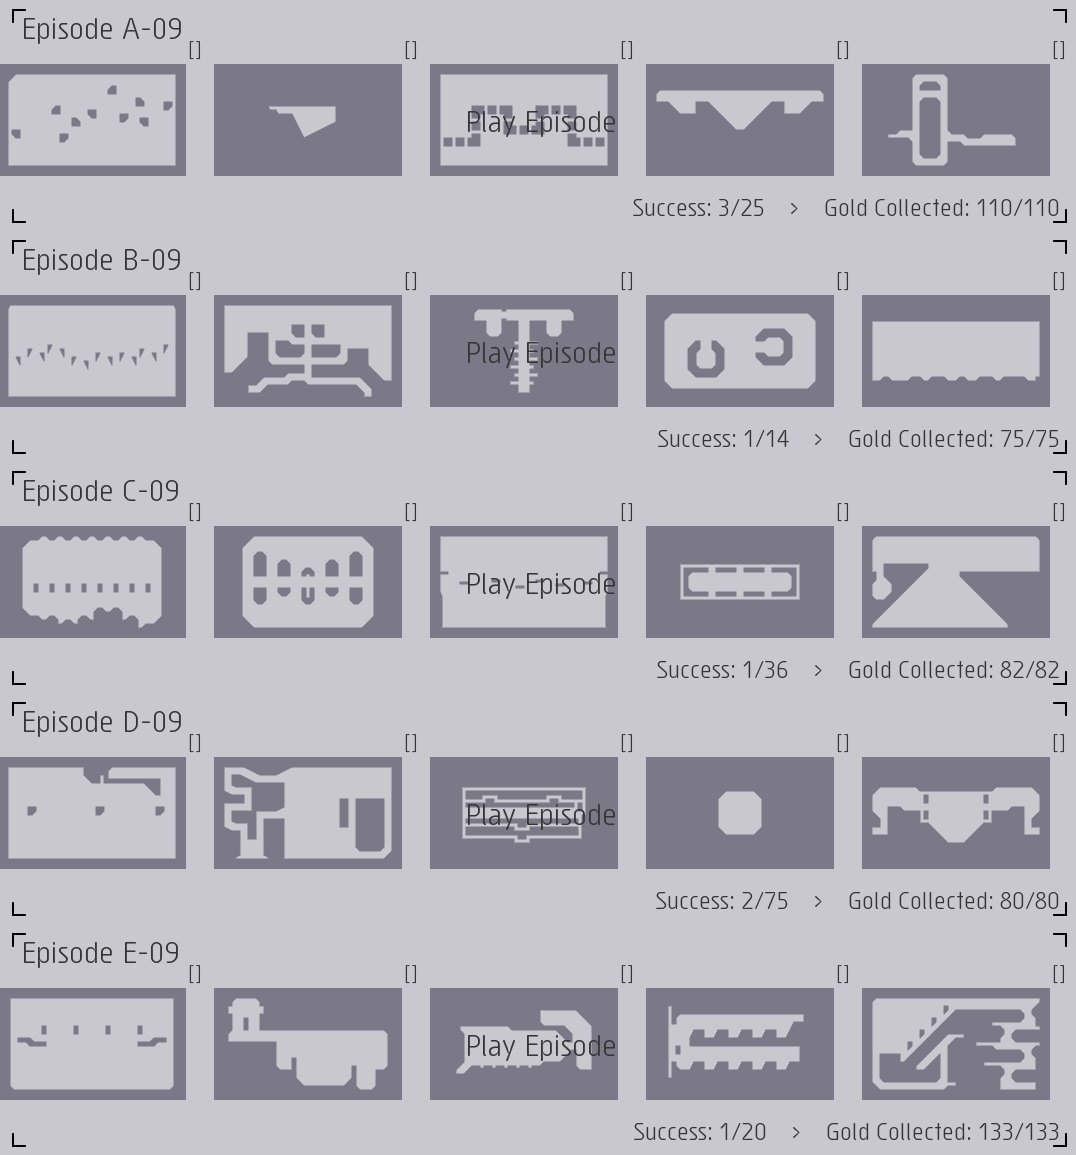 Episode A-09
[] [] [] [] []
Play Episode
Success: 3/25 > Gold Collected: 110/110
Episode B-09
[] [] [] [] []
Play Episode
Success: 1/14 > Gold Collected: 75/75
Episode C-09
[] [] [] [] []
Play Episode
Success: 1/36 > Gold Collected: 82/82
Episode D-09
[] [] [] [] []
Play Episode
Success: 2/75 > Gold Collected: 80/80
Episode E-09
[] [] [] [] []
Play Episode
Success: 1/20 > Gold Collected: 133/133